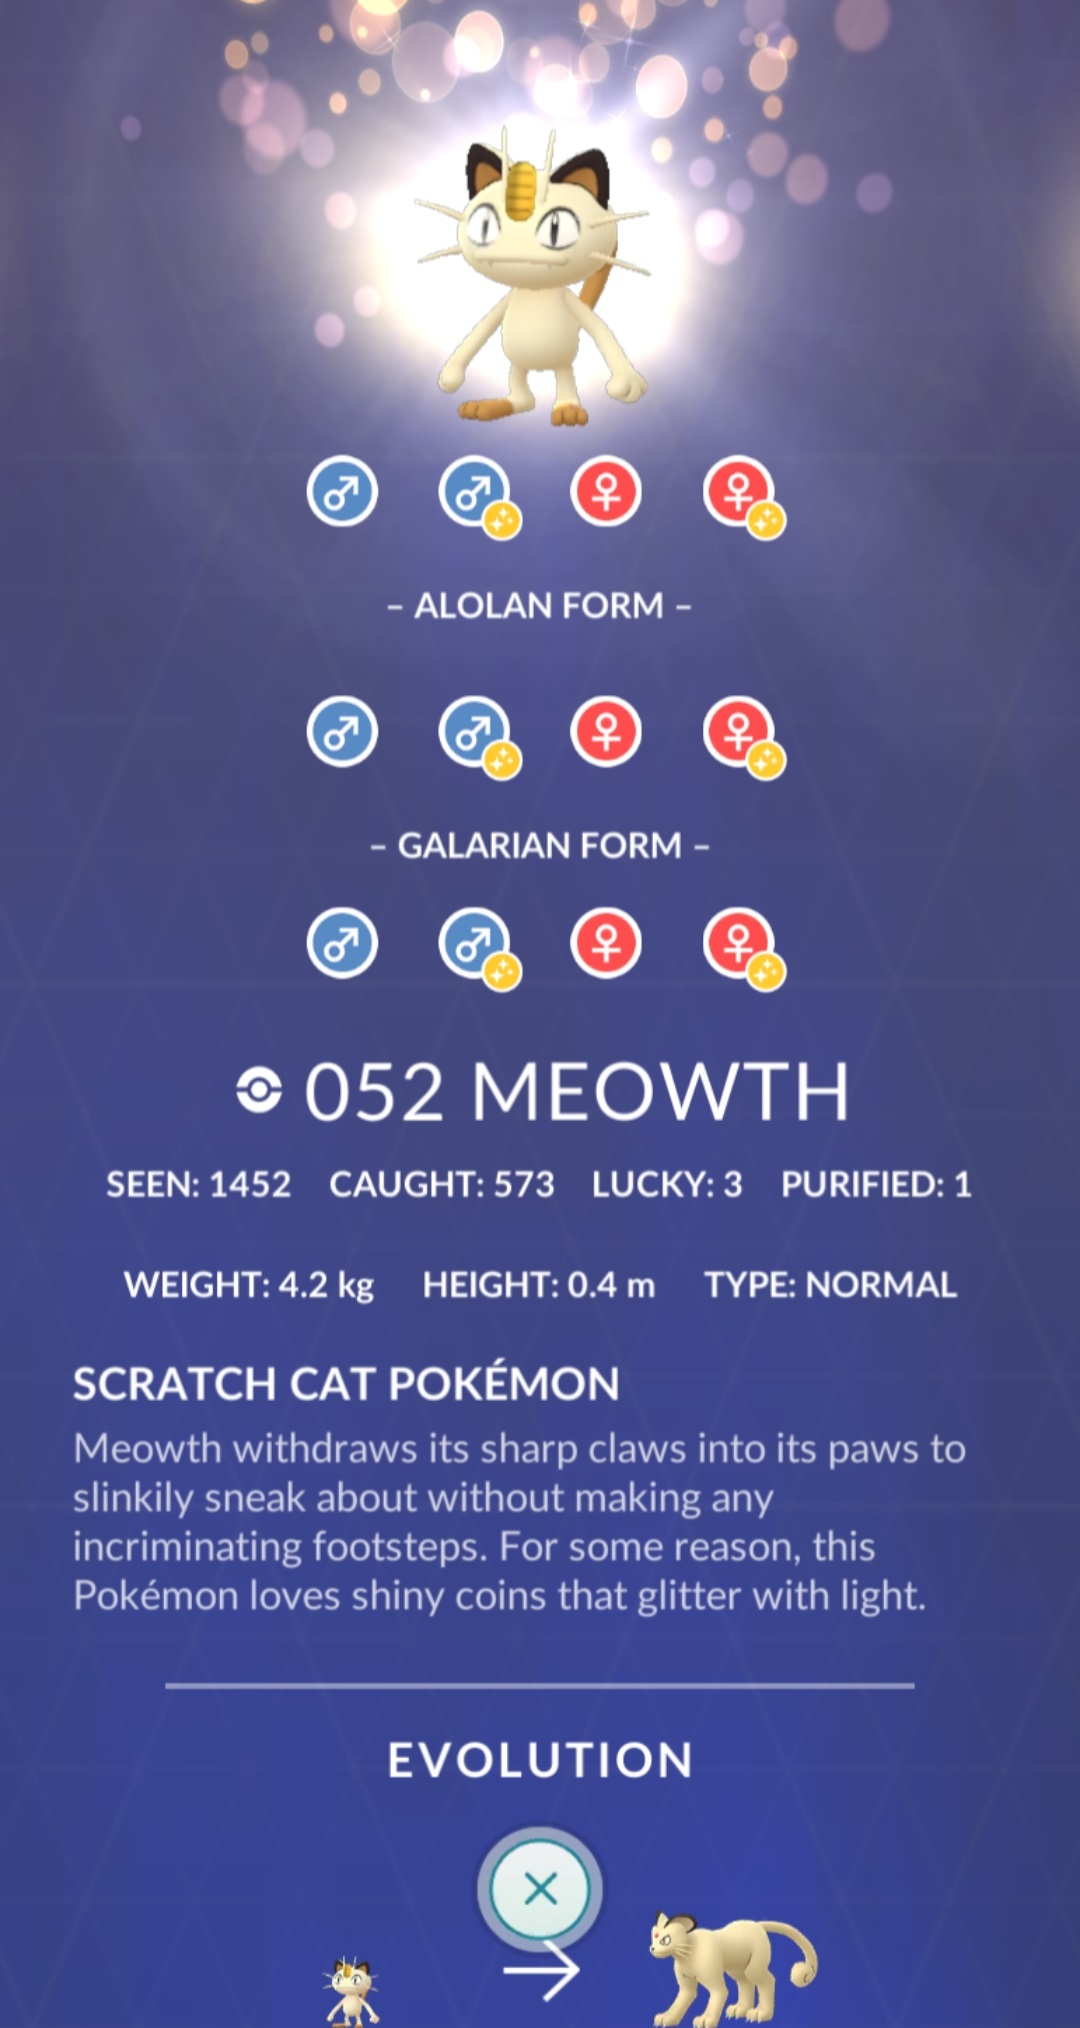 – ALOLAN FORM –
– GALARIAN FORM –
052 MEOWTH
SEEN: 1452 CAUGHT: 573 LUCKY: 3 PURIFIED: 1
WEIGHT: 4.2 kg HEIGHT: 0.4 m TYPE: NORMAL
SCRATCH CAT POKÉMON
Meowth withdraws its sharp claws into its paws to
slinkily sneak about without making any
incriminating footsteps. For some reason, this
Pokémon loves shiny coins that glitter with light.
EVOLUTION